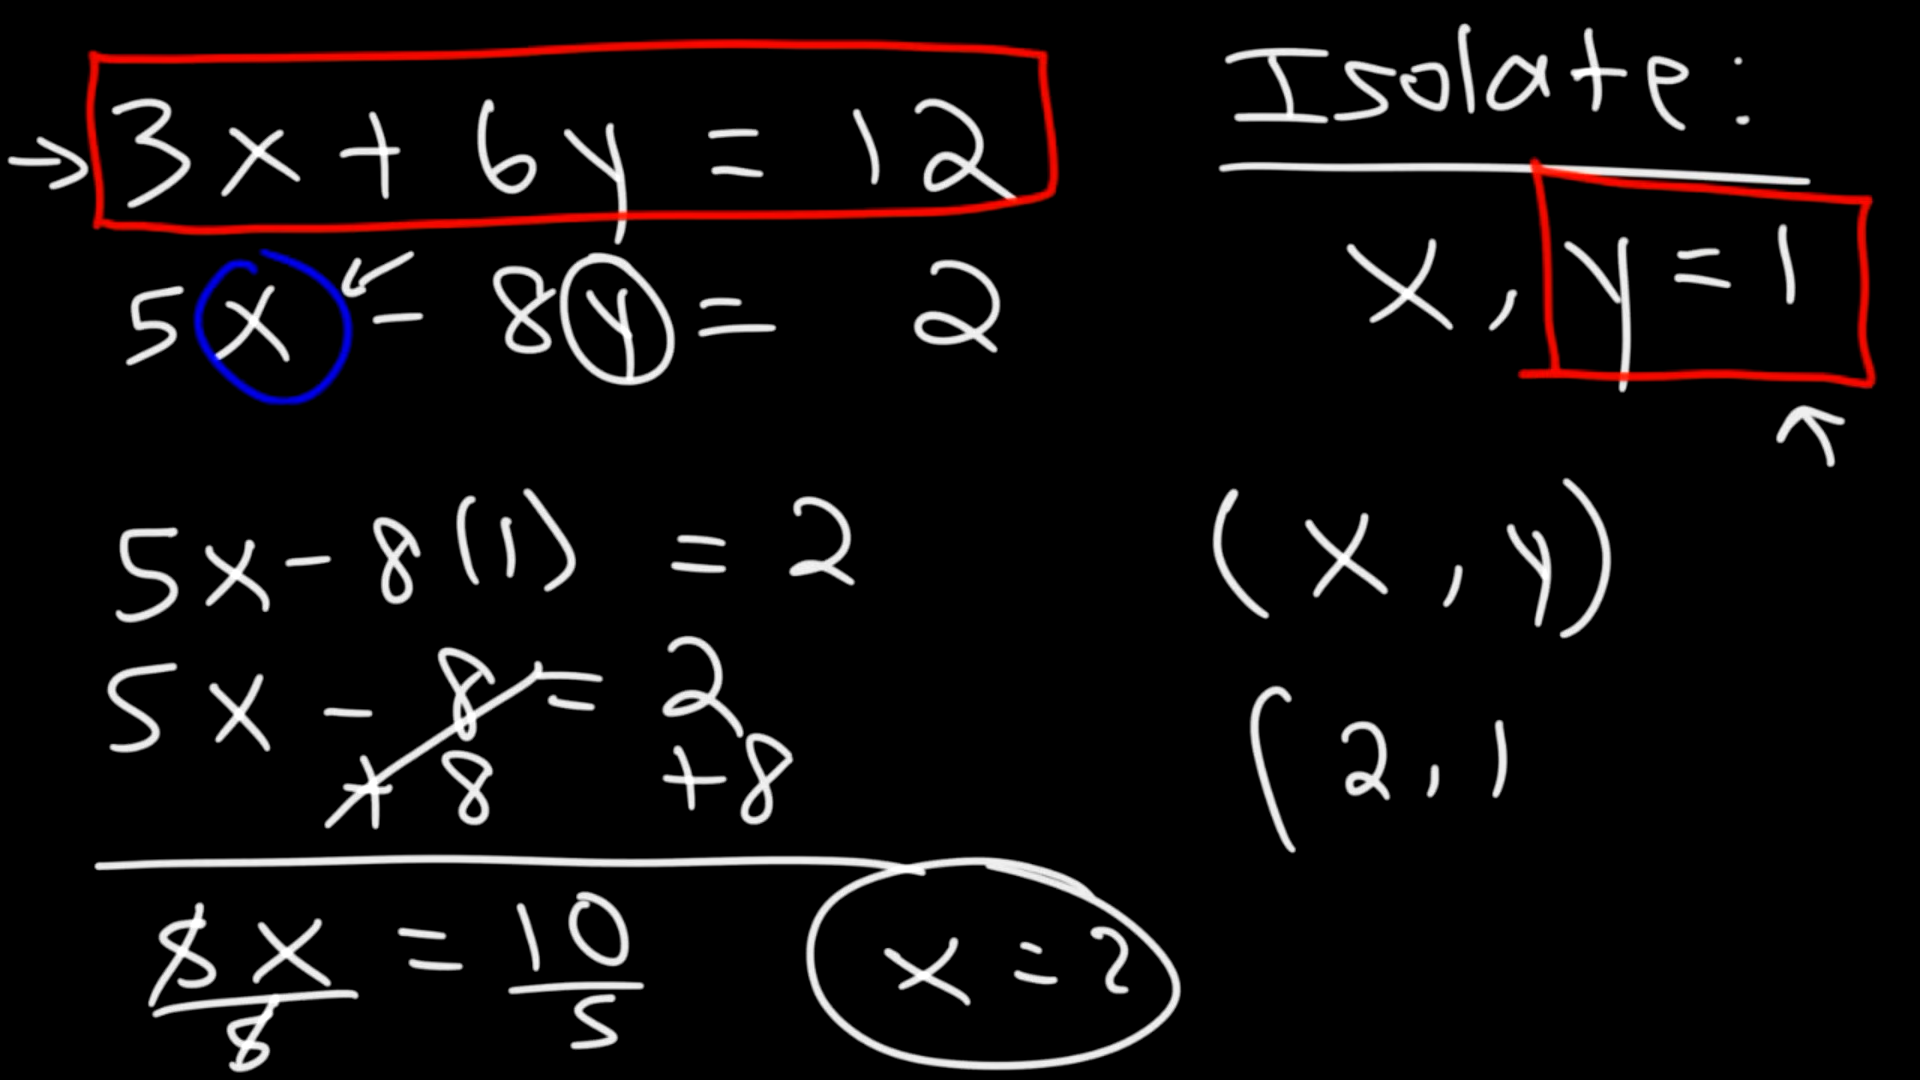 → 3x + 6y = 12
5x - 8y = 2
5x - 8(1) = 2
5x - 8 = 2
+ 8 +8
5x = 10
5 5
x = 2
Isolate:
x, y = 1
(x, y)
(2, 1